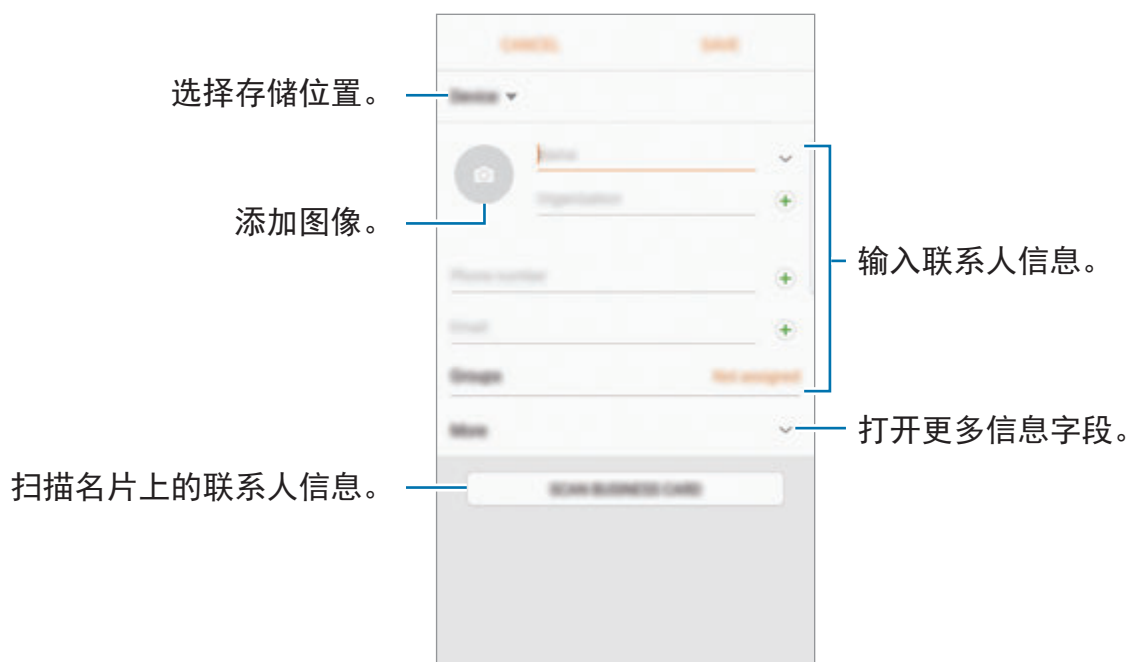 CANCEL SAVE
选择存储位置。
Device
Name
添加图像。
Organization
输入联系人信息。
Phone number
Email
Groups Not assigned
More
打开更多信息字段。
扫描名片上的联系人信息。
SCAN BUSINESS CARD